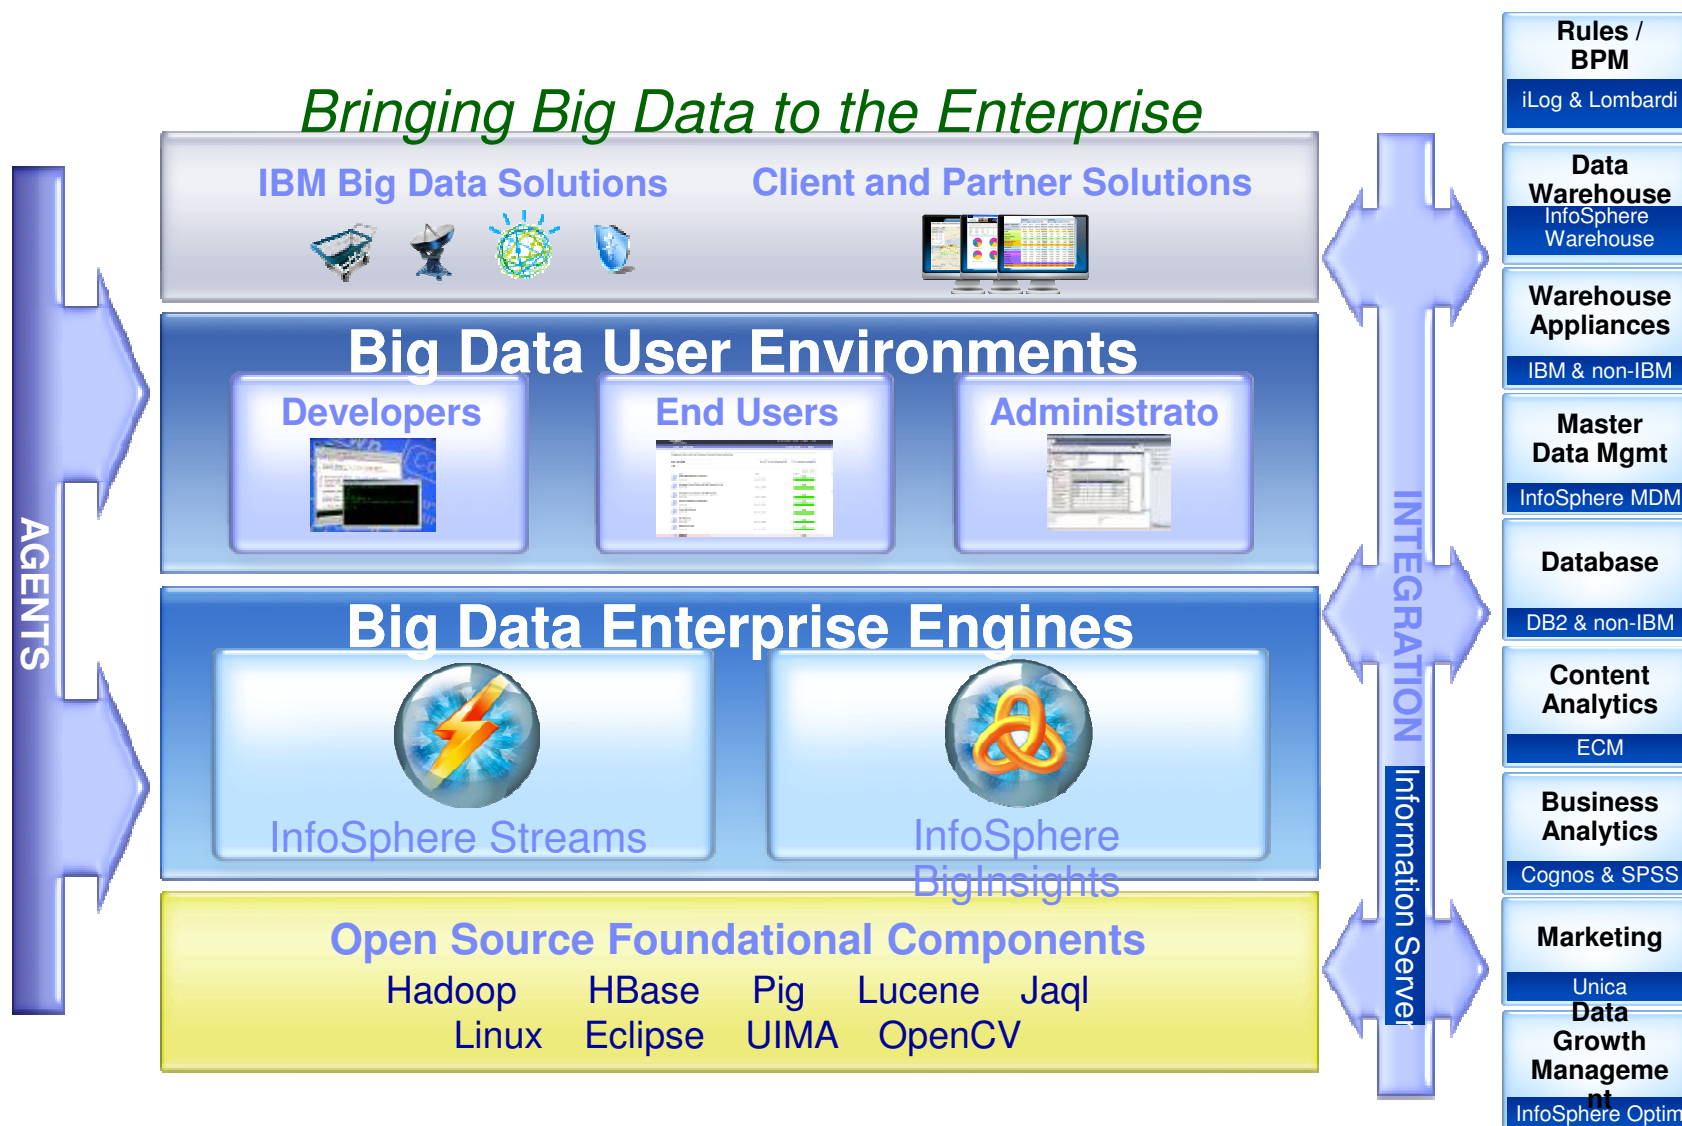 Bringing Big Data to the Enterprise
IBM Big Data Solutions
Client and Partner Solutions
Big Data User Environments
Developers
End Users
Administrato
Big Data Enterprise Engines
InfoSphere Streams
InfoSphere
BigInsights
Open Source Foundational Components
Hadoop HBase Pig Lucene Jaql
Linux Eclipse UIMA OpenCV
AGENTS
INTEGRATION
Information Server
Rules /
BPM
iLog & Lombardi
Data
Warehouse
InfoSphere
Warehouse
Warehouse
Appliances
IBM & non-IBM
Master
Data Mgmt
InfoSphere MDM
Database
DB2 & non-IBM
Content
Analytics
ECM
Business
Analytics
Cognos & SPSS
Marketing
Unica
Data
Growth
Manageme
nt
InfoSphere Optim